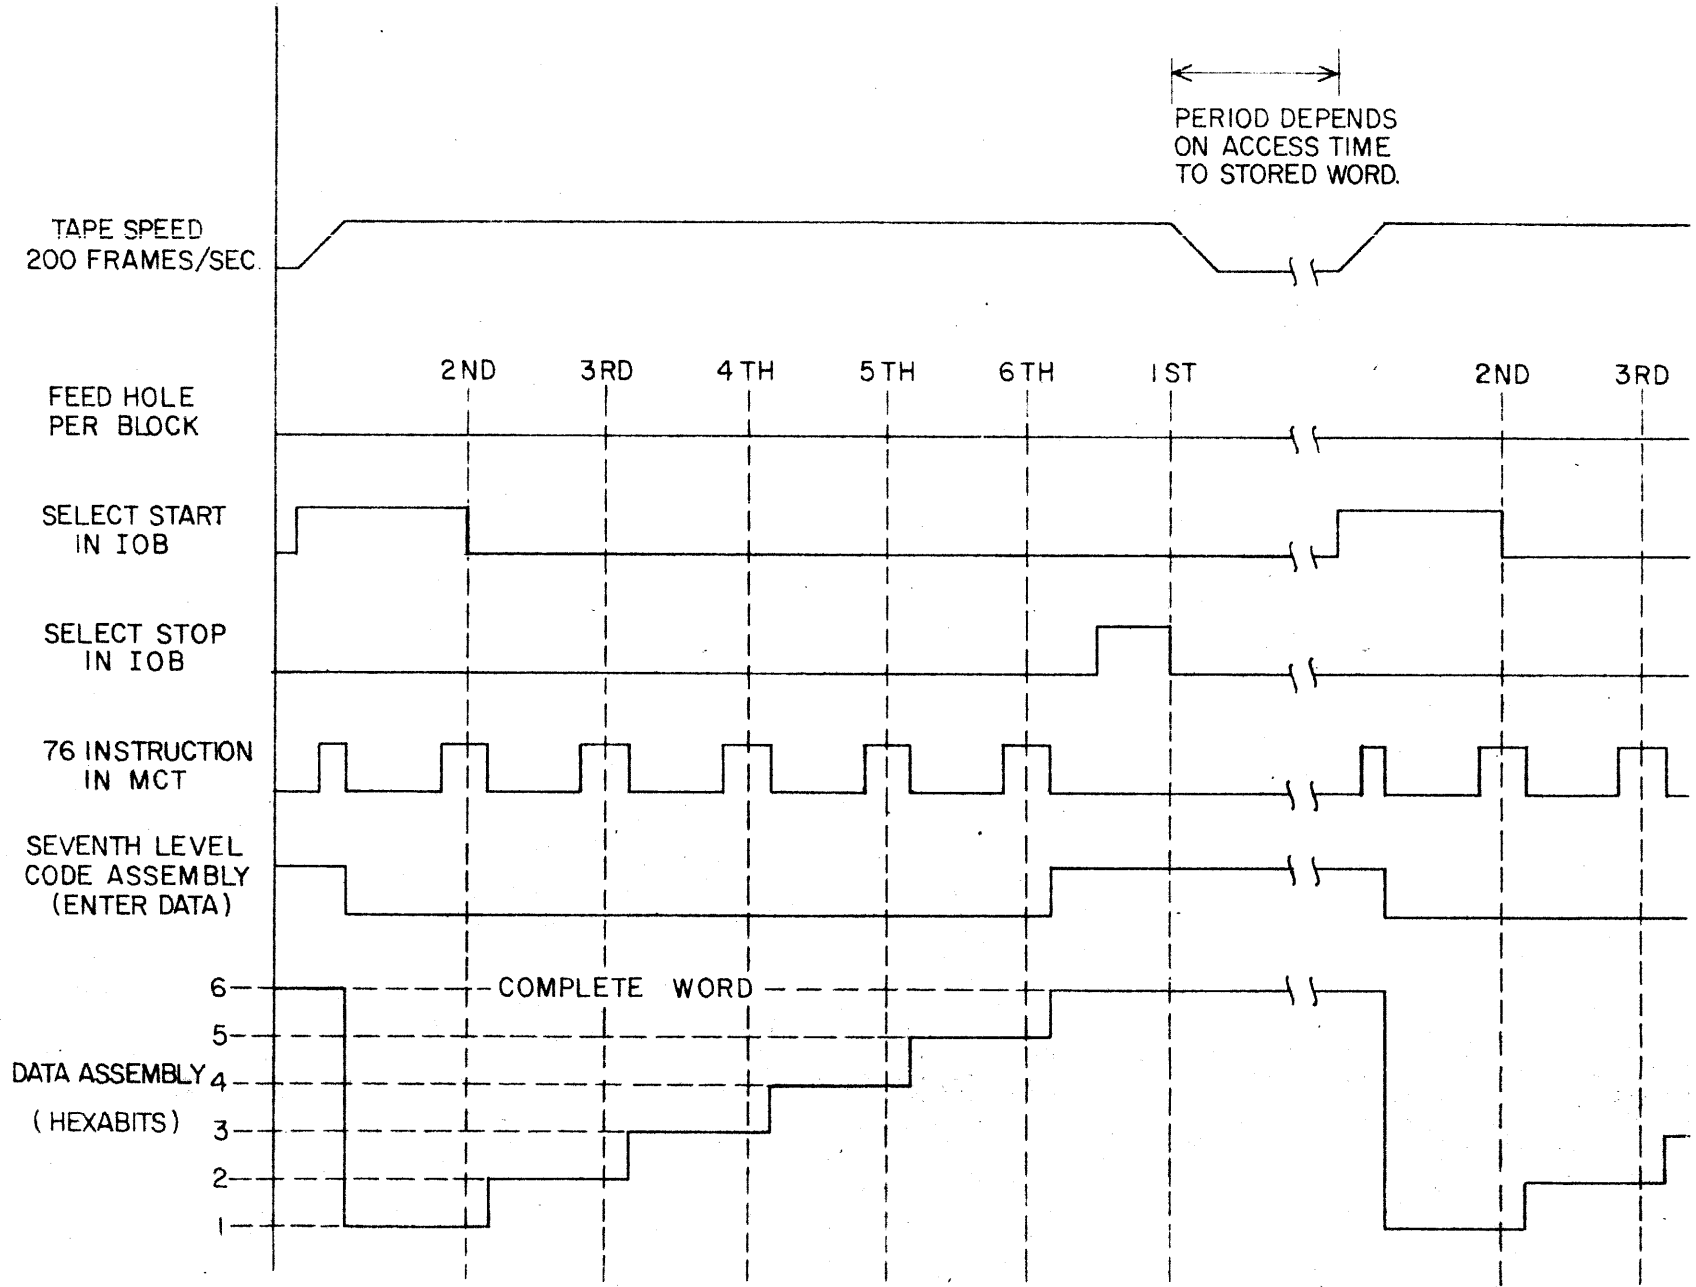 PERIOD DEPENDS
ON ACCESS TIME
TO STORED WORD.
TAPE SPEED
200 FRAMES/SEC.
2ND 3RD 4TH 5TH 6TH 1ST 2ND 3RD
FEED HOLE
PER BLOCK
SELECT START
IN IOB
SELECT STOP
IN IOB
76 INSTRUCTION
IN MCT
SEVENTH LEVEL
CODE ASSEMBLY
(ENTER DATA)
6 COMPLETE WORD
5
DATA ASSEMBLY 4
(HEXABITS) 3
2
1